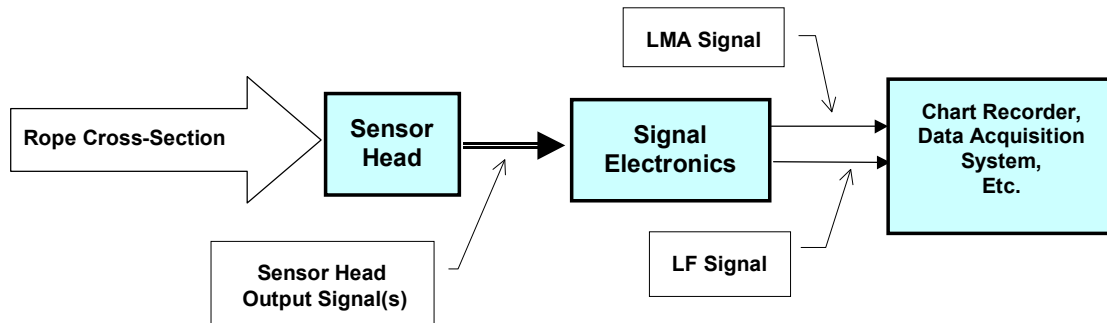 LMA Signal
Rope Cross-Section
Sensor
Head
Signal
Electronics
Chart Recorder,
Data Acquisition
System,
Etc.
Sensor Head
Output Signal(s)
LF Signal